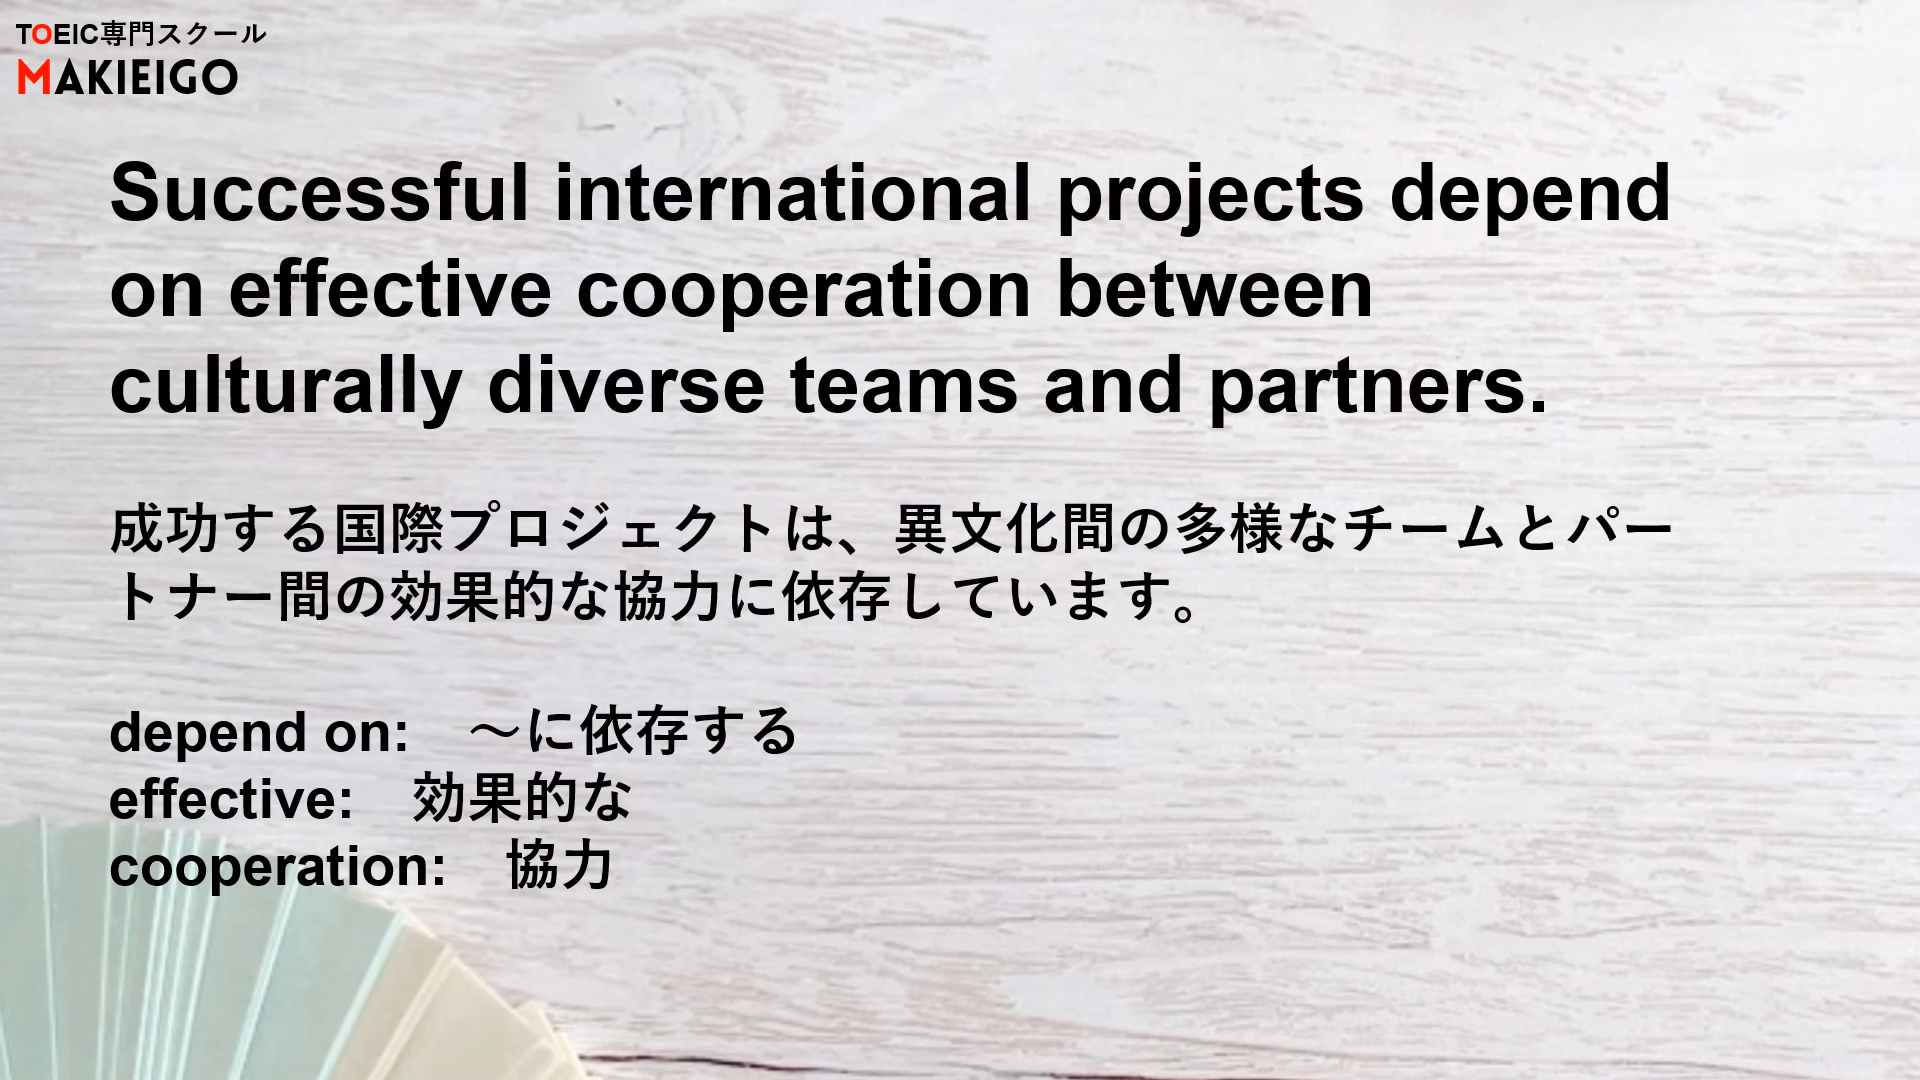 TOEIC専門スクール
MAKIEIGO
Successful international projects depend
on effective cooperation between
culturally diverse teams and partners.
成功する国際プロジェクトは、異文化間の多様なチームとパー
トナー間の効果的な協力に依存しています。
depend on:　～に依存する
effective:　効果的な
cooperation:　協力